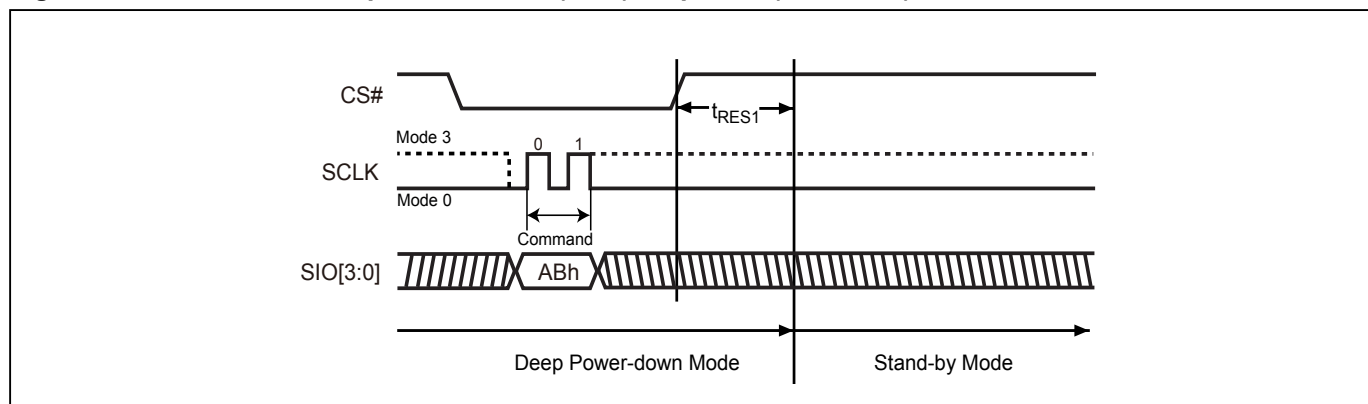 CS#
tRES1
Mode 3
0 1
SCLK
Mode 0
Command
SIO[3:0]
ABh
Deep Power-down Mode
Stand-by Mode